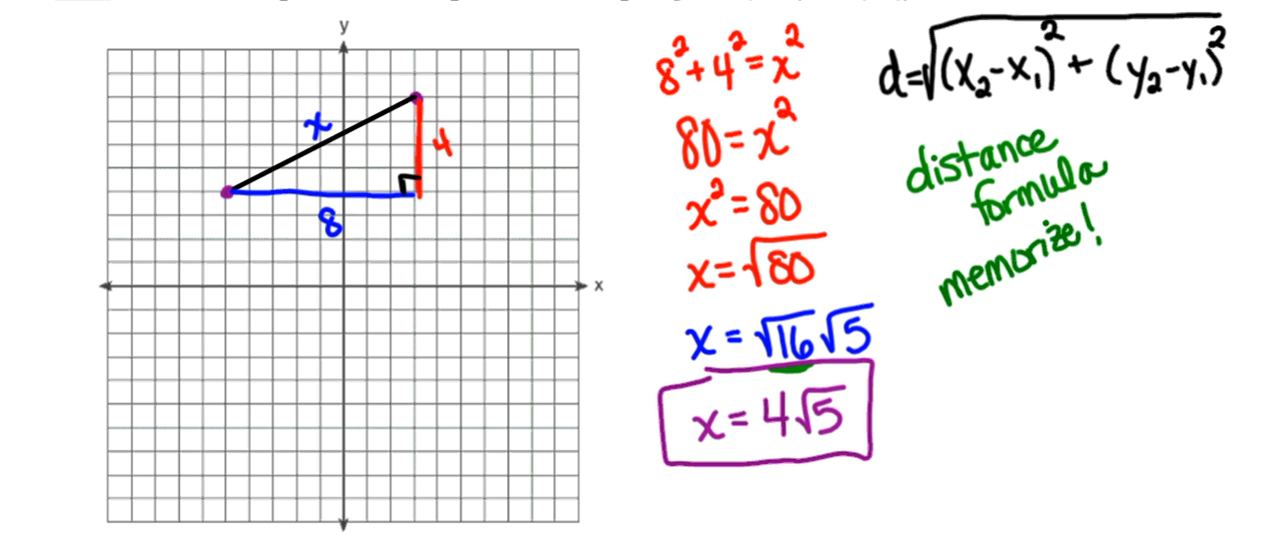 y
x
x
4
8
8² + 4² = x²
80 = x²
x² = 80
x = √80
x = √16 √5
x = 4√5
d = √(x₂ - x₁)² + (y₂ - y₁)²
distance
formula
memorize!